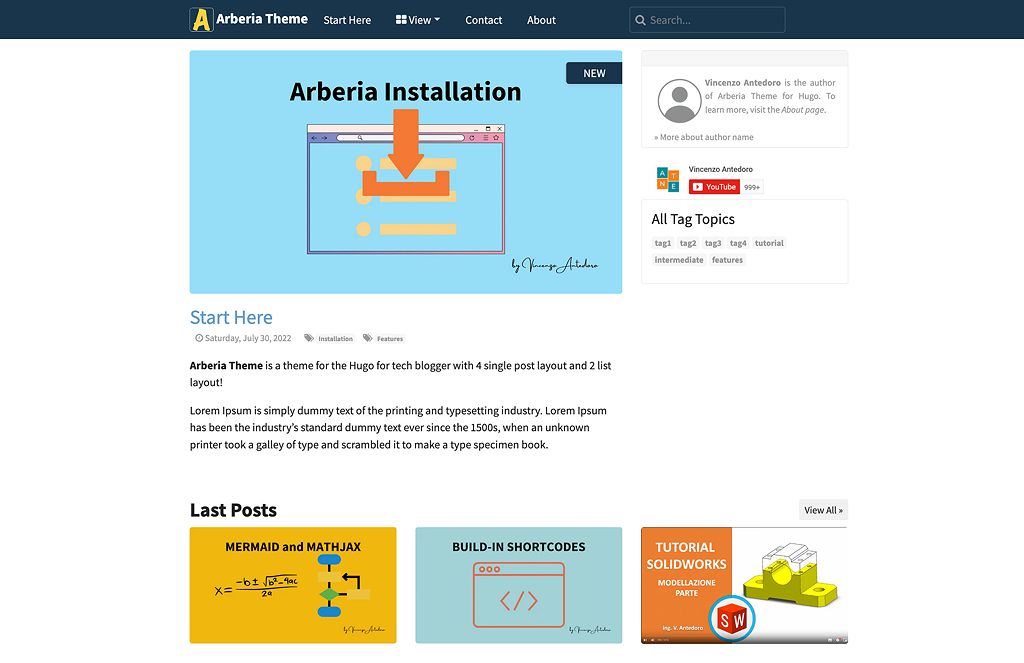 A Arberia Theme Start Here View Contact About Search...
NEW
Arberia Installation
by Vincenzo Antedoro
Vincenzo Antedoro is the author
of Arberia Theme for Hugo. To
learn more, visit the About page.
» More about author name
A T N E
Vincenzo Antedoro
YouTube 999+
All Tag Topics
tag1 tag2 tag3 tag4 tutorial
intermediate features
Start Here
Saturday, July 30, 2022 Installation Features
Arberia Theme is a theme for the Hugo for tech blogger with 4 single post layout and 2 list
layout!
Lorem Ipsum is simply dummy text of the printing and typesetting industry. Lorem Ipsum
has been the industry’s standard dummy text ever since the 1500s, when an unknown
printer took a galley of type and scrambled it to make a type specimen book.
Last Posts
View All »
MERMAID and MATHJAX
x = -b ± √b²-4ac
2a
by Vincenzo Antedoro
BUILD-IN SHORTCODES
</>
by Vincenzo Antedoro
TUTORIAL
SOLIDWORKS
MODELLAZIONE
PARTE
SW
ing. V. Antedoro